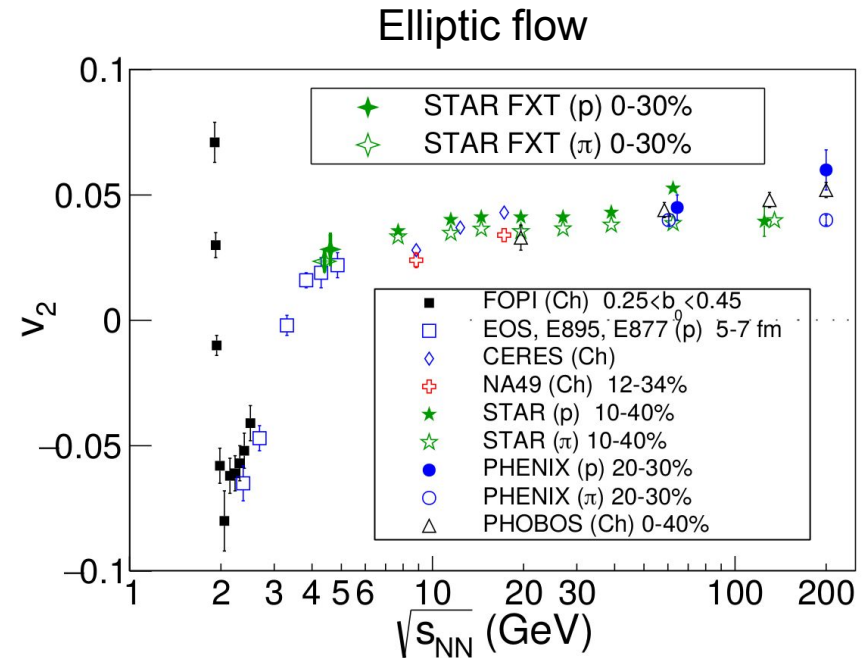 Elliptic flow
0.1
STAR FXT (p) 0-30%
STAR FXT (π) 0-30%
0.05
v₂
0
FOPI (Ch) 0.25<b₀<0.45
EOS, E895, E877 (p) 5-7 fm
CERES (Ch)
NA49 (Ch) 12-34%
STAR (p) 10-40%
STAR (π) 10-40%
PHENIX (p) 20-30%
PHENIX (π) 20-30%
PHOBOS (Ch) 0-40%
−0.05
−0.1
1 2 3 4 5 6 10 20 30 100 200
√s_NN (GeV)